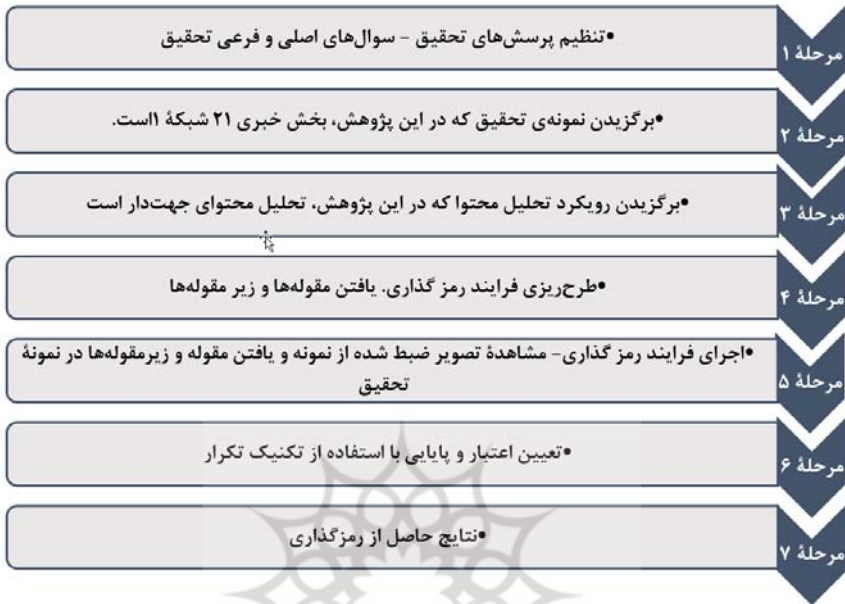 مرحلهٔ ۱
•تنظیم پرسش‌های تحقیق - سوال‌های اصلی و فرعی تحقیق
مرحلهٔ ۲
•برگزیدن نمونه‌ی تحقیق که در این پژوهش، بخش خبری ۲۱ شبکهٔ ۱است.
مرحلهٔ ۳
•برگزیدن رویکرد تحلیل محتوا که در این پژوهش، تحلیل محتوای جهت‌دار است
مرحلهٔ ۴
•طرح‌ریزی فرایند رمز گذاری. یافتن مقوله‌ها و زیر مقوله‌ها
مرحلهٔ ۵
•اجرای فرایند رمز گذاری- مشاهدهٔ تصویر ضبط شده از نمونه و یافتن مقوله و زیرمقوله‌ها در نمونهٔ
تحقیق
مرحلهٔ ۶
•تعیین اعتبار و پایایی با استفاده از تکنیک تکرار
مرحلهٔ ۷
•نتایج حاصل از رمزگذاری